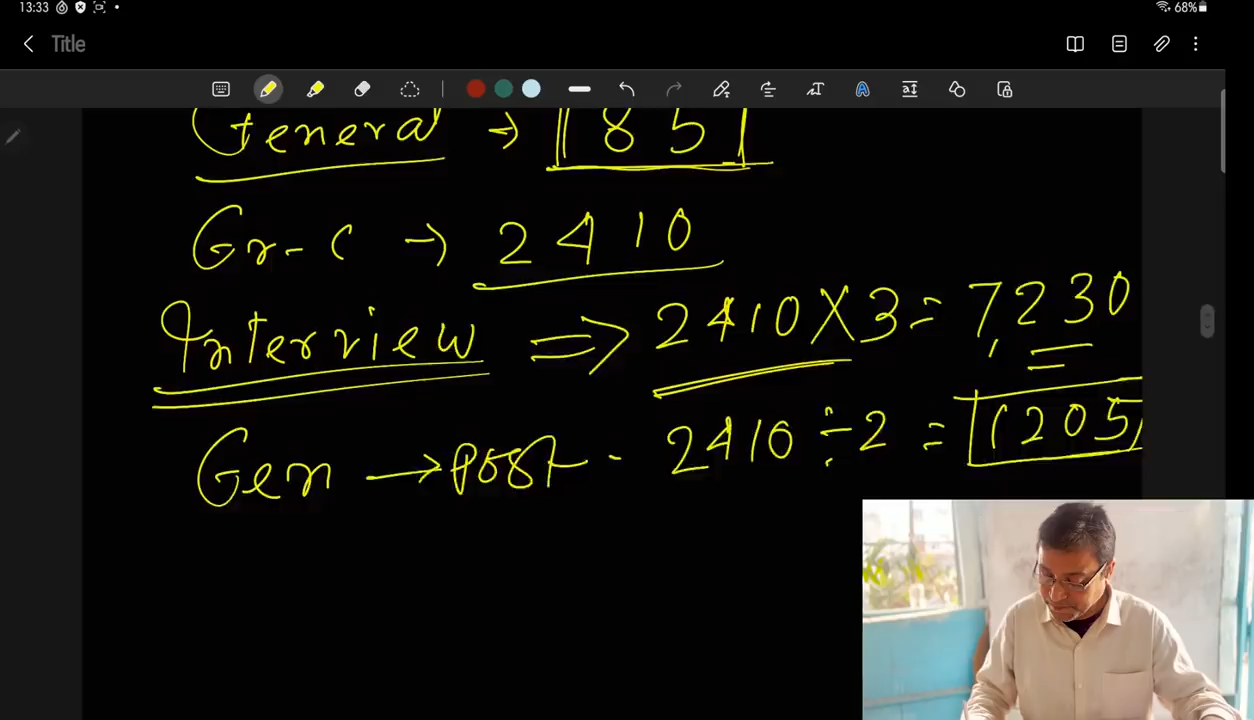 13:33
68%
Title
General → 1851
Gr-C → 2410
Interview ⇒ 2410 X 3 = 7,230
Gen → Post - 2410 ÷ 2 = 1205